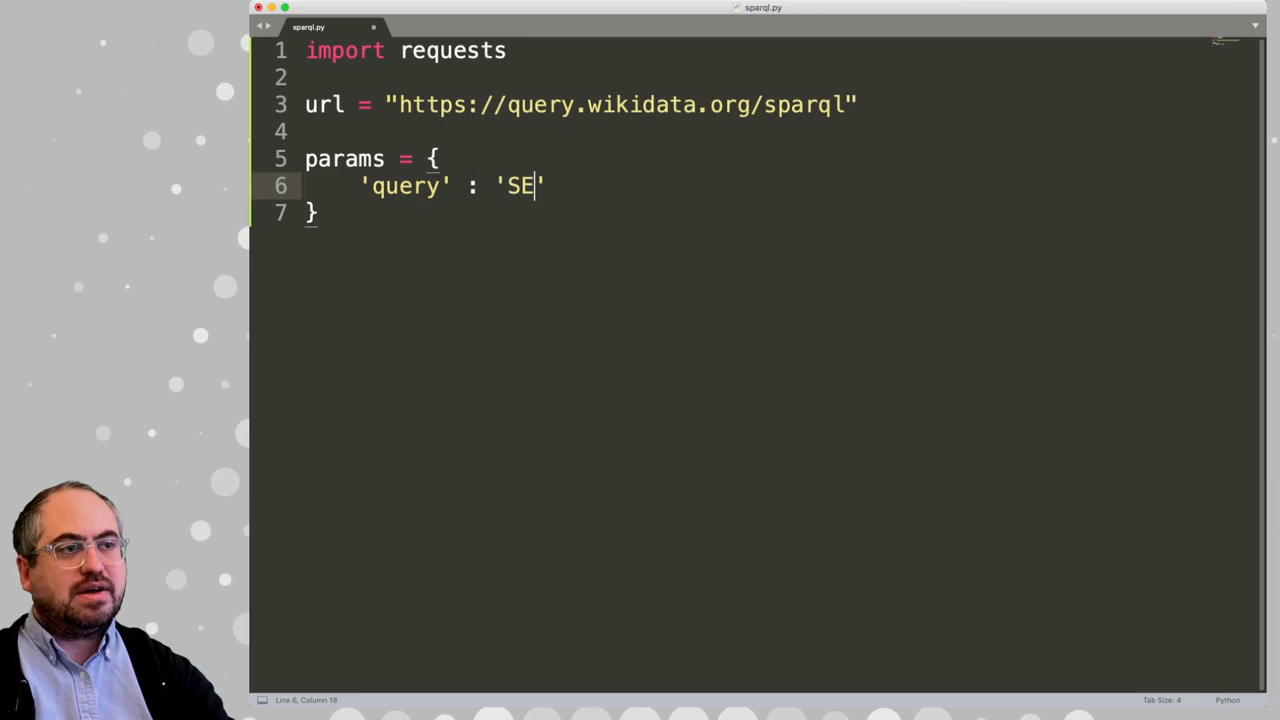 sparql.py
sparql.py
1 import requests
2
3 url = "https://query.wikidata.org/sparql"
4
5 params = {
6 'query' : 'SE'
7 }
Line 6, Column 18
Tab Size: 4
Python